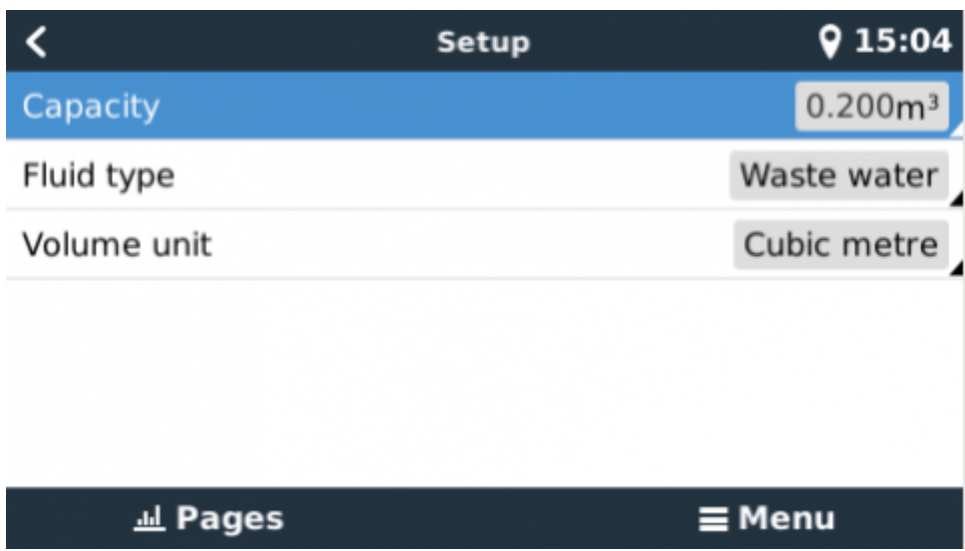 Setup 15:04
Capacity 0.200m³
Fluid type Waste water
Volume unit Cubic metre
Pages Menu